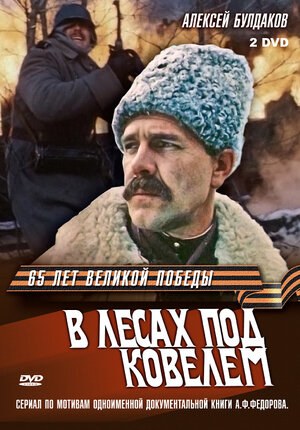 АЛЕКСЕЙ БУЛДАКОВ
2 DVD
65 ЛЕТ ВЕЛИКОЙ ПОБЕДЫ
В ЛЕСАХ ПОД
КОВЕЛЕМ
DVD
VIDEO
СЕРИАЛ ПО МОТИВАМ ОДНОИМЕННОЙ ДОКУМЕНТАЛЬНОЙ КНИГИ А.Ф.ФЕДОРОВА.